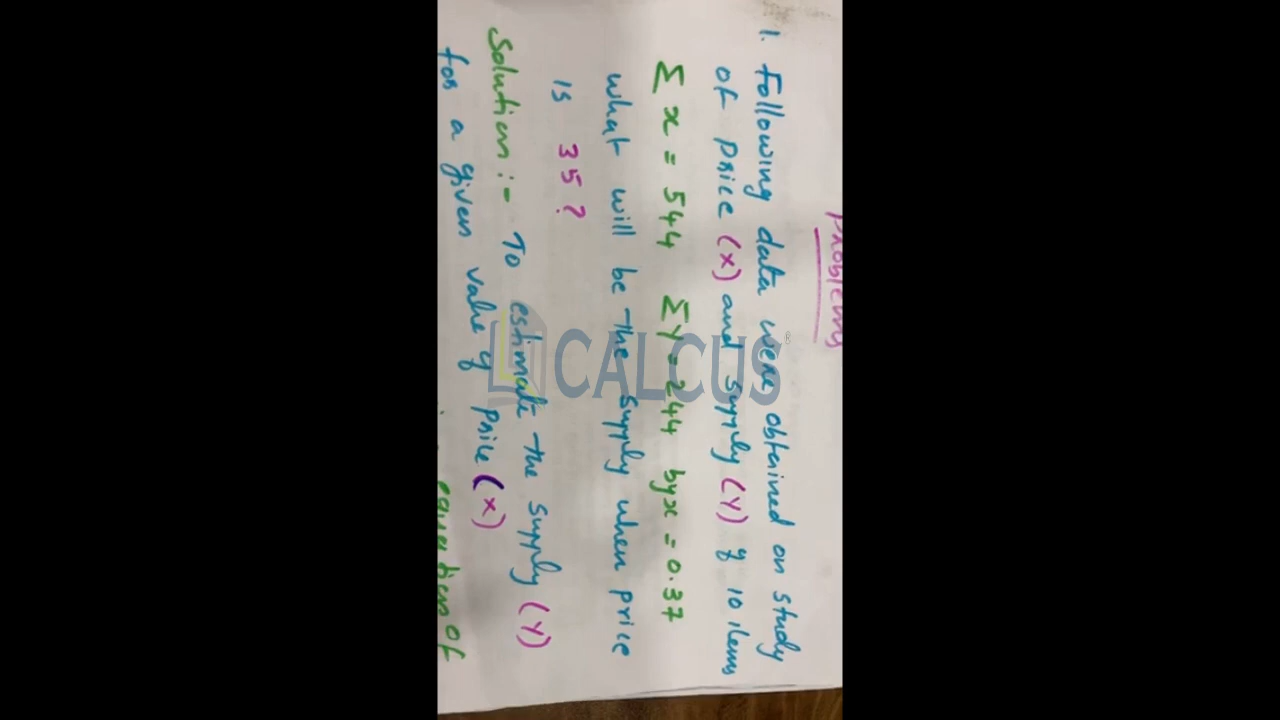 Problems
1. Following data were obtained on study
of price (x) and supply (y) of 10 items
Σx = 544 Σy = 244 byx = 0.37
what will be the supply when price
is 35?
Solution :- To estimate the supply (y)
for a given value of price (x)
equation of
LCALCUS®